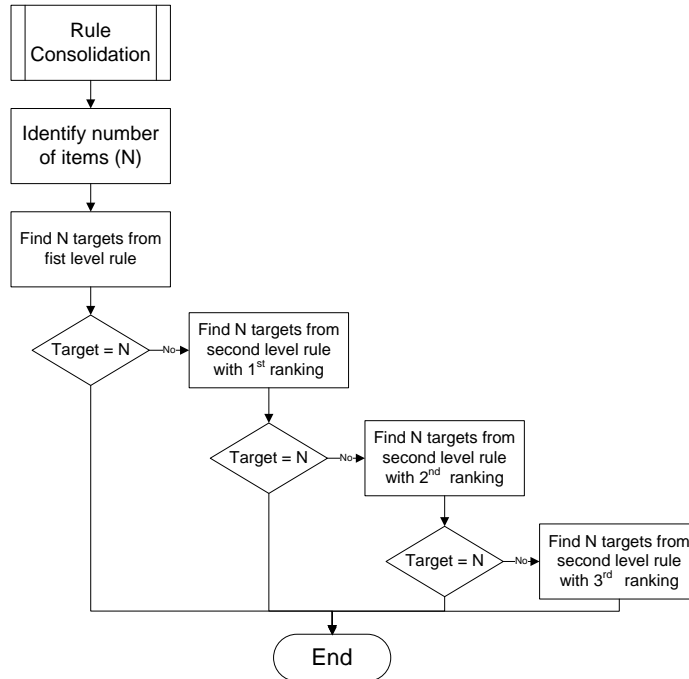 Rule
Consolidation
Identify number
of items (N)
Find N targets from
fist level rule
Target = N
No
Find N targets from
second level rule
with 1st ranking
Target = N
No
Find N targets from
second level rule
with 2nd ranking
Target = N
No
Find N targets from
second level rule
with 3rd ranking
End